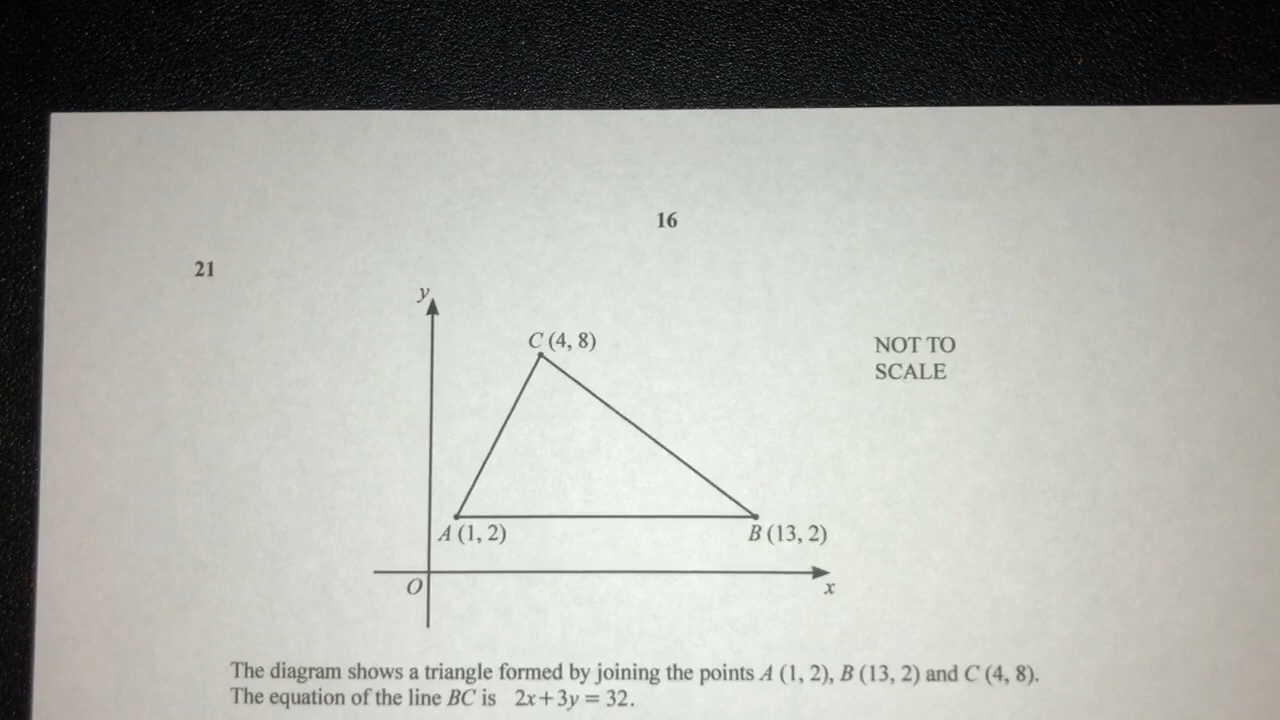 16
21
y
C (4, 8)
NOT TO
SCALE
A (1, 2)
B (13, 2)
O
x
The diagram shows a triangle formed by joining the points A (1, 2), B (13, 2) and C (4, 8).
The equation of the line BC is 2x+3y = 32.